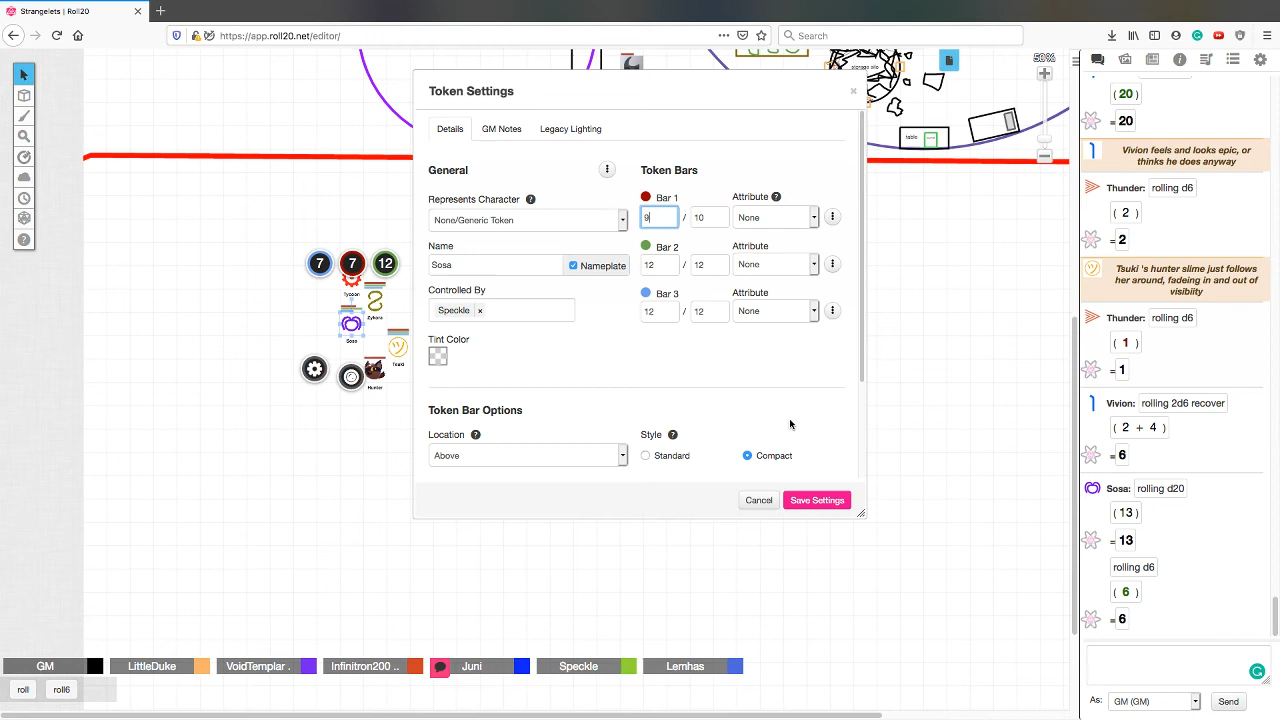 Strangelets | Roll20
https://app.roll20.net/editor/
Search
50%
storage silo
table
Token Settings
Details
GM Notes
Legacy Lighting
General
Token Bars
Represents Character
Bar 1
Attribute
None/Generic Token
9 / 10
None
Name
Bar 2
Attribute
Sosa
Nameplate
12 / 12
None
Controlled By
Bar 3
Attribute
Speckle ×
12 / 12
None
Tint Color
Token Bar Options
Location
Style
Above
Standard
Compact
Cancel
Save Settings
7
7
12
Tycoon
Zykora
Sosa
Tsuki
Hunter
( 20 )
= 20
Vivion feels and looks epic, or
thinks he does anyway
Thunder: rolling d6
( 2 )
= 2
Tsuki 's hunter slime just follows
her around, fadeing in and out of
visibiity
Thunder: rolling d6
( 1 )
= 1
Vivion: rolling 2d6 recover
( 2 + 4 )
= 6
Sosa: rolling d20
( 13 )
= 13
rolling d6
( 6 )
= 6
As: GM (GM)
Send
GM
LittleDuke
VoidTemplar .
Infinitron200 ..
Juni
Speckle
Lemhas
roll
roll6